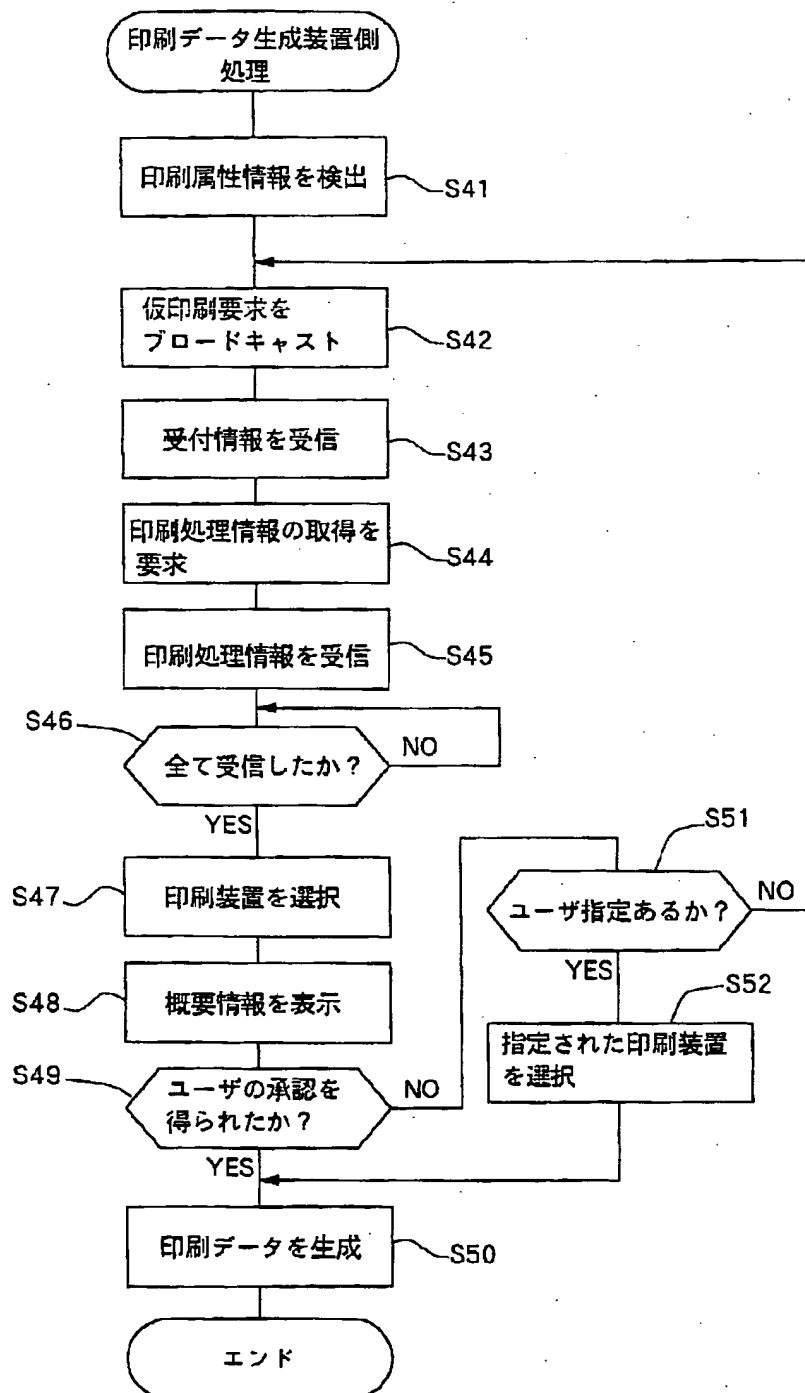 印刷データ生成装置側
処理
印刷属性情報を検出
S41
仮印刷要求を
ブロードキャスト
S42
受付情報を受信
S43
印刷処理情報の取得を
要求
S44
印刷処理情報を受信
S45
S46
全て受信したか？
NO
YES
S47
印刷装置を選択
S51
ユーザ指定あるか？
NO
YES
S48
概要情報を表示
S52
指定された印刷装置
を選択
S49
ユーザの承認を
得られたか？
NO
YES
印刷データを生成
S50
エンド